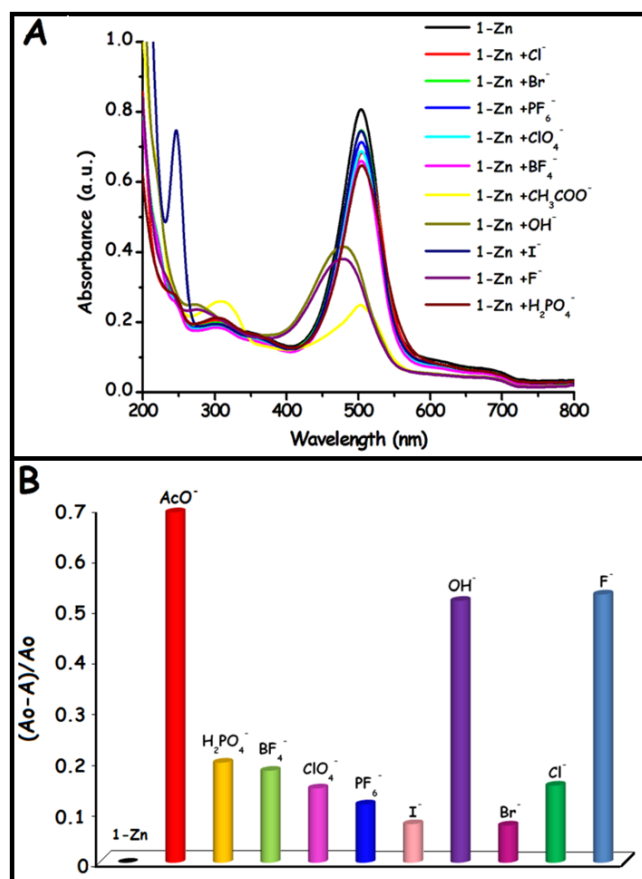 A
1-Zn
1-Zn +Cl⁻
1-Zn +Br⁻
1-Zn +PF₆⁻
1-Zn +ClO₄⁻
1-Zn +BF₄⁻
1-Zn +CH₃COO⁻
1-Zn +OH⁻
1-Zn +I⁻
1-Zn +F⁻
1-Zn +H₂PO₄⁻
Absorbance (a.u.)
1.0
0.8
0.6
0.4
0.2
0.0
200 300 400 500 600 700 800
Wavelength (nm)
B
(Ao-A)/Ao
0.7
0.6
0.5
0.4
0.3
0.2
0.1
0
1-Zn
AcO⁻
H₂PO₄⁻
BF₄⁻
ClO₄⁻
PF₆⁻
I⁻
OH⁻
Br⁻
Cl⁻
F⁻